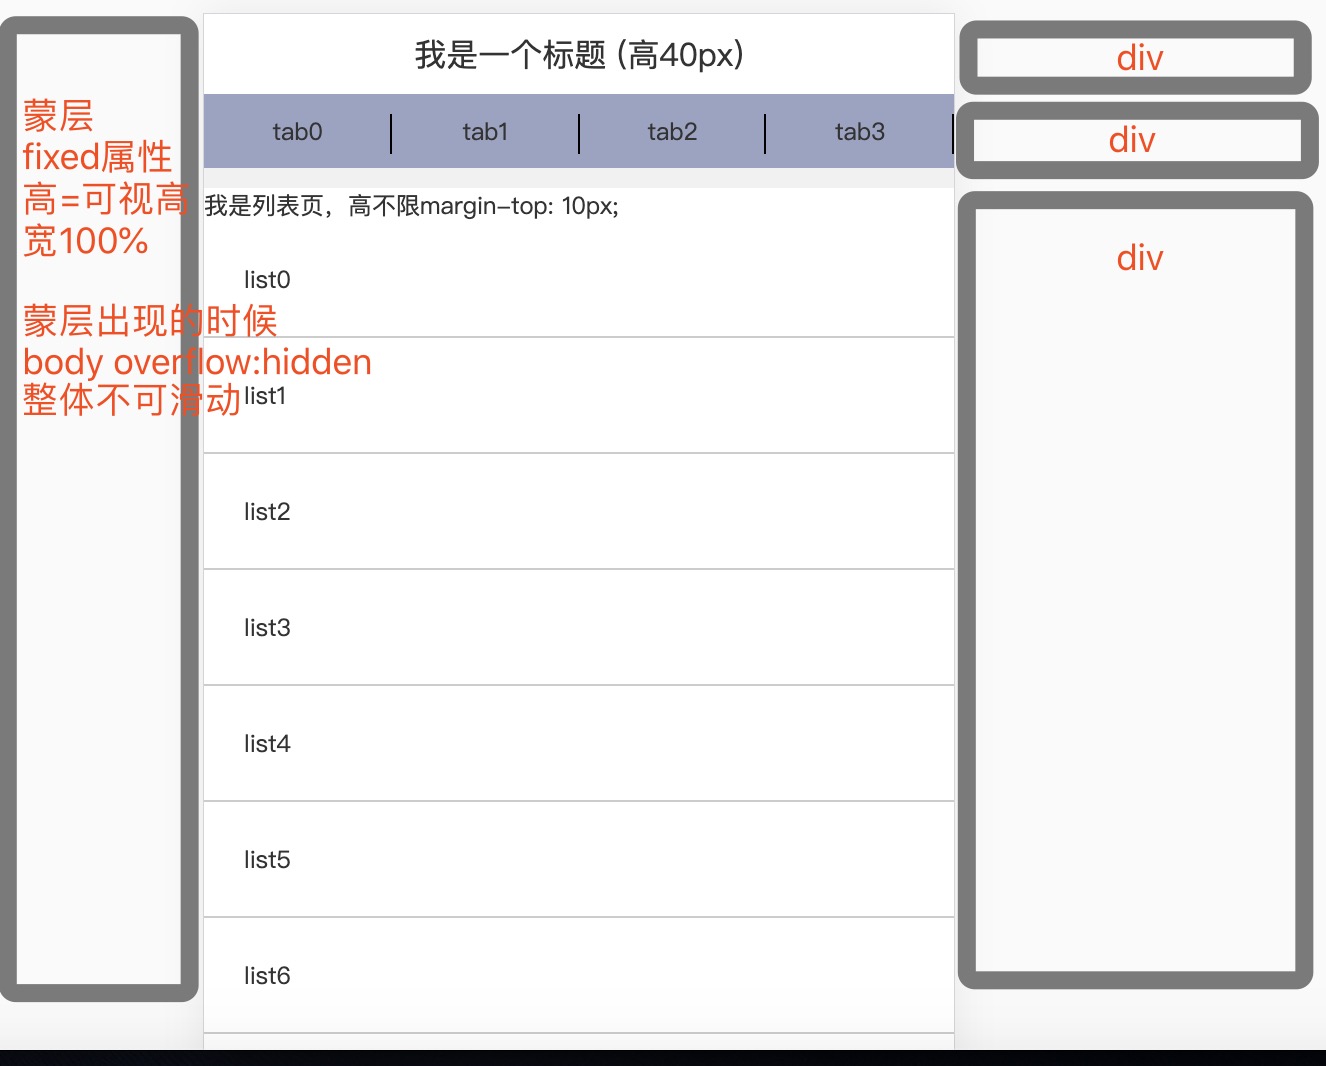 我是一个标题 (高40px)
div
tab0
tab1
tab2
tab3
div
蒙层
fixed属性
高=可视高
宽100%
我是列表页，高不限margin-top: 10px;
div
list0
蒙层出现的时候
body overflow:hidden
整体不可滑动
list1
list2
list3
list4
list5
list6